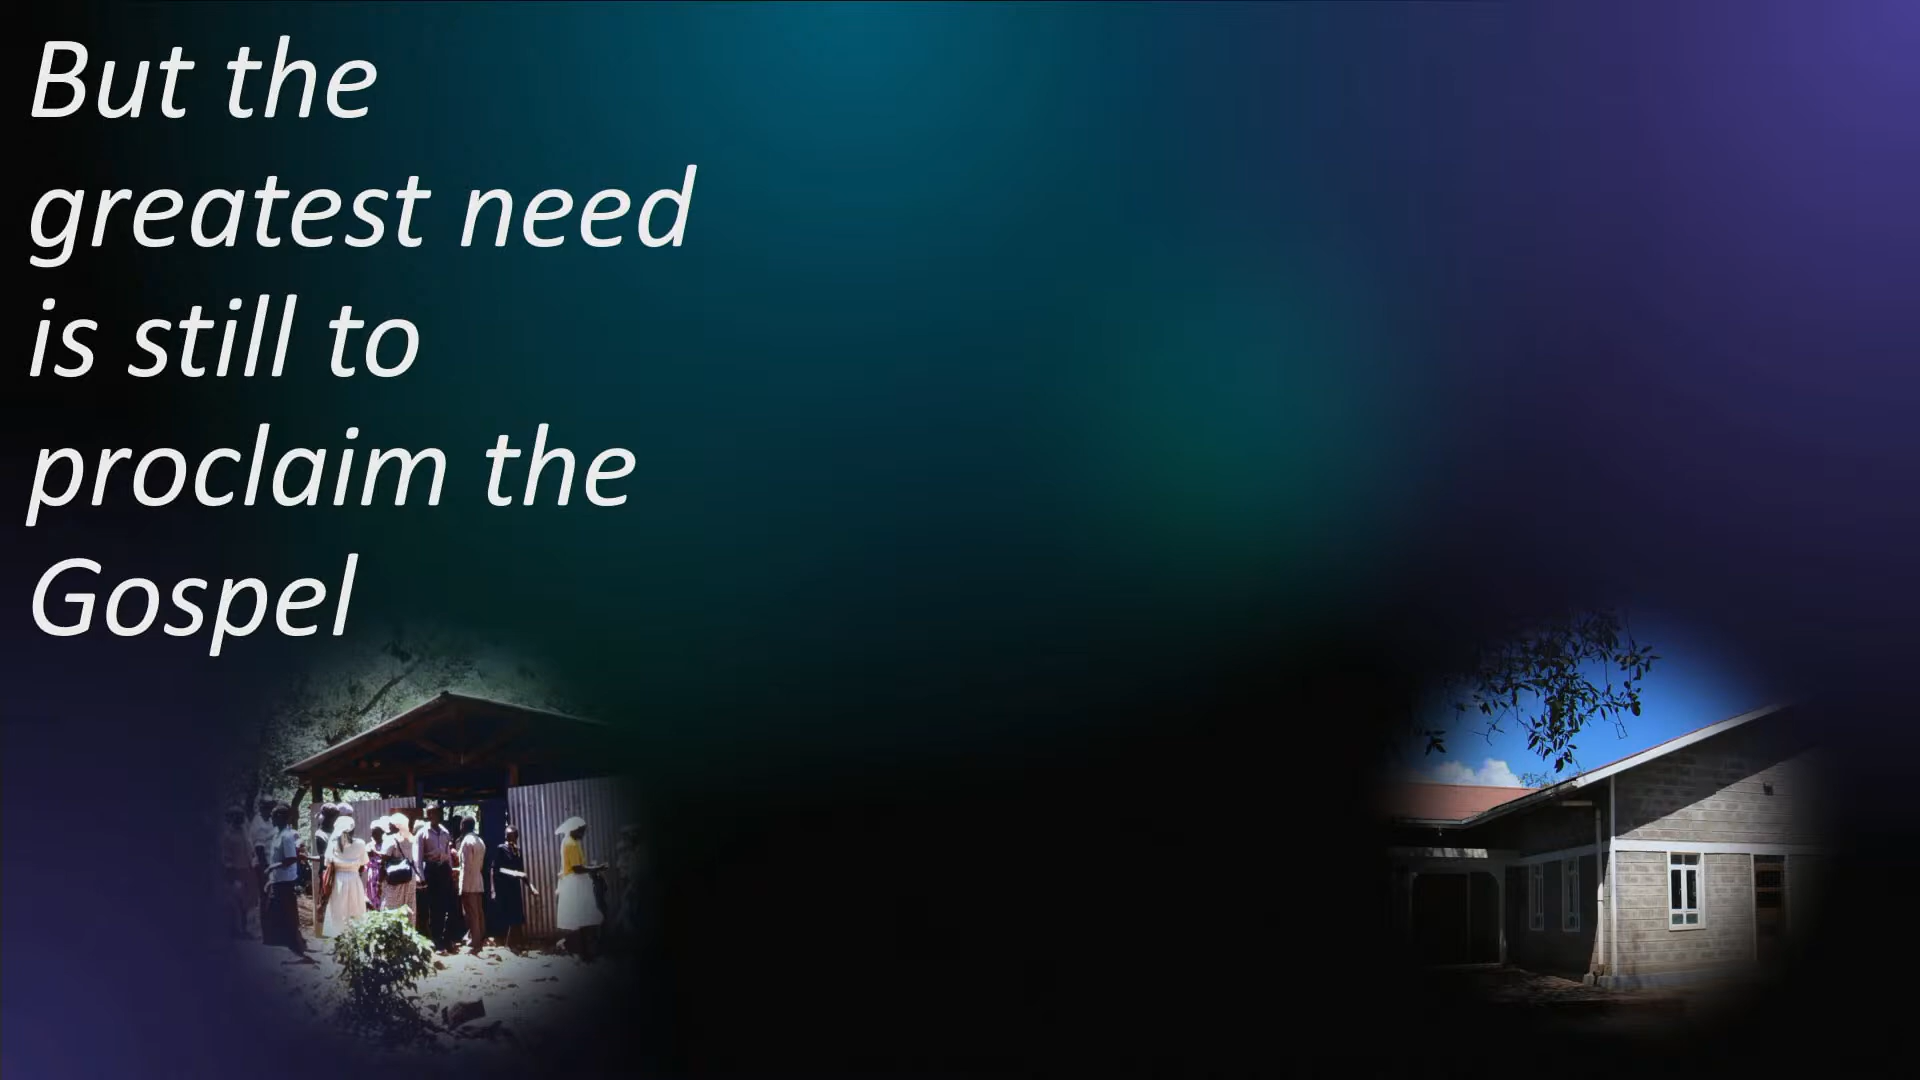 But the
greatest need
is still to
proclaim the
Gospel